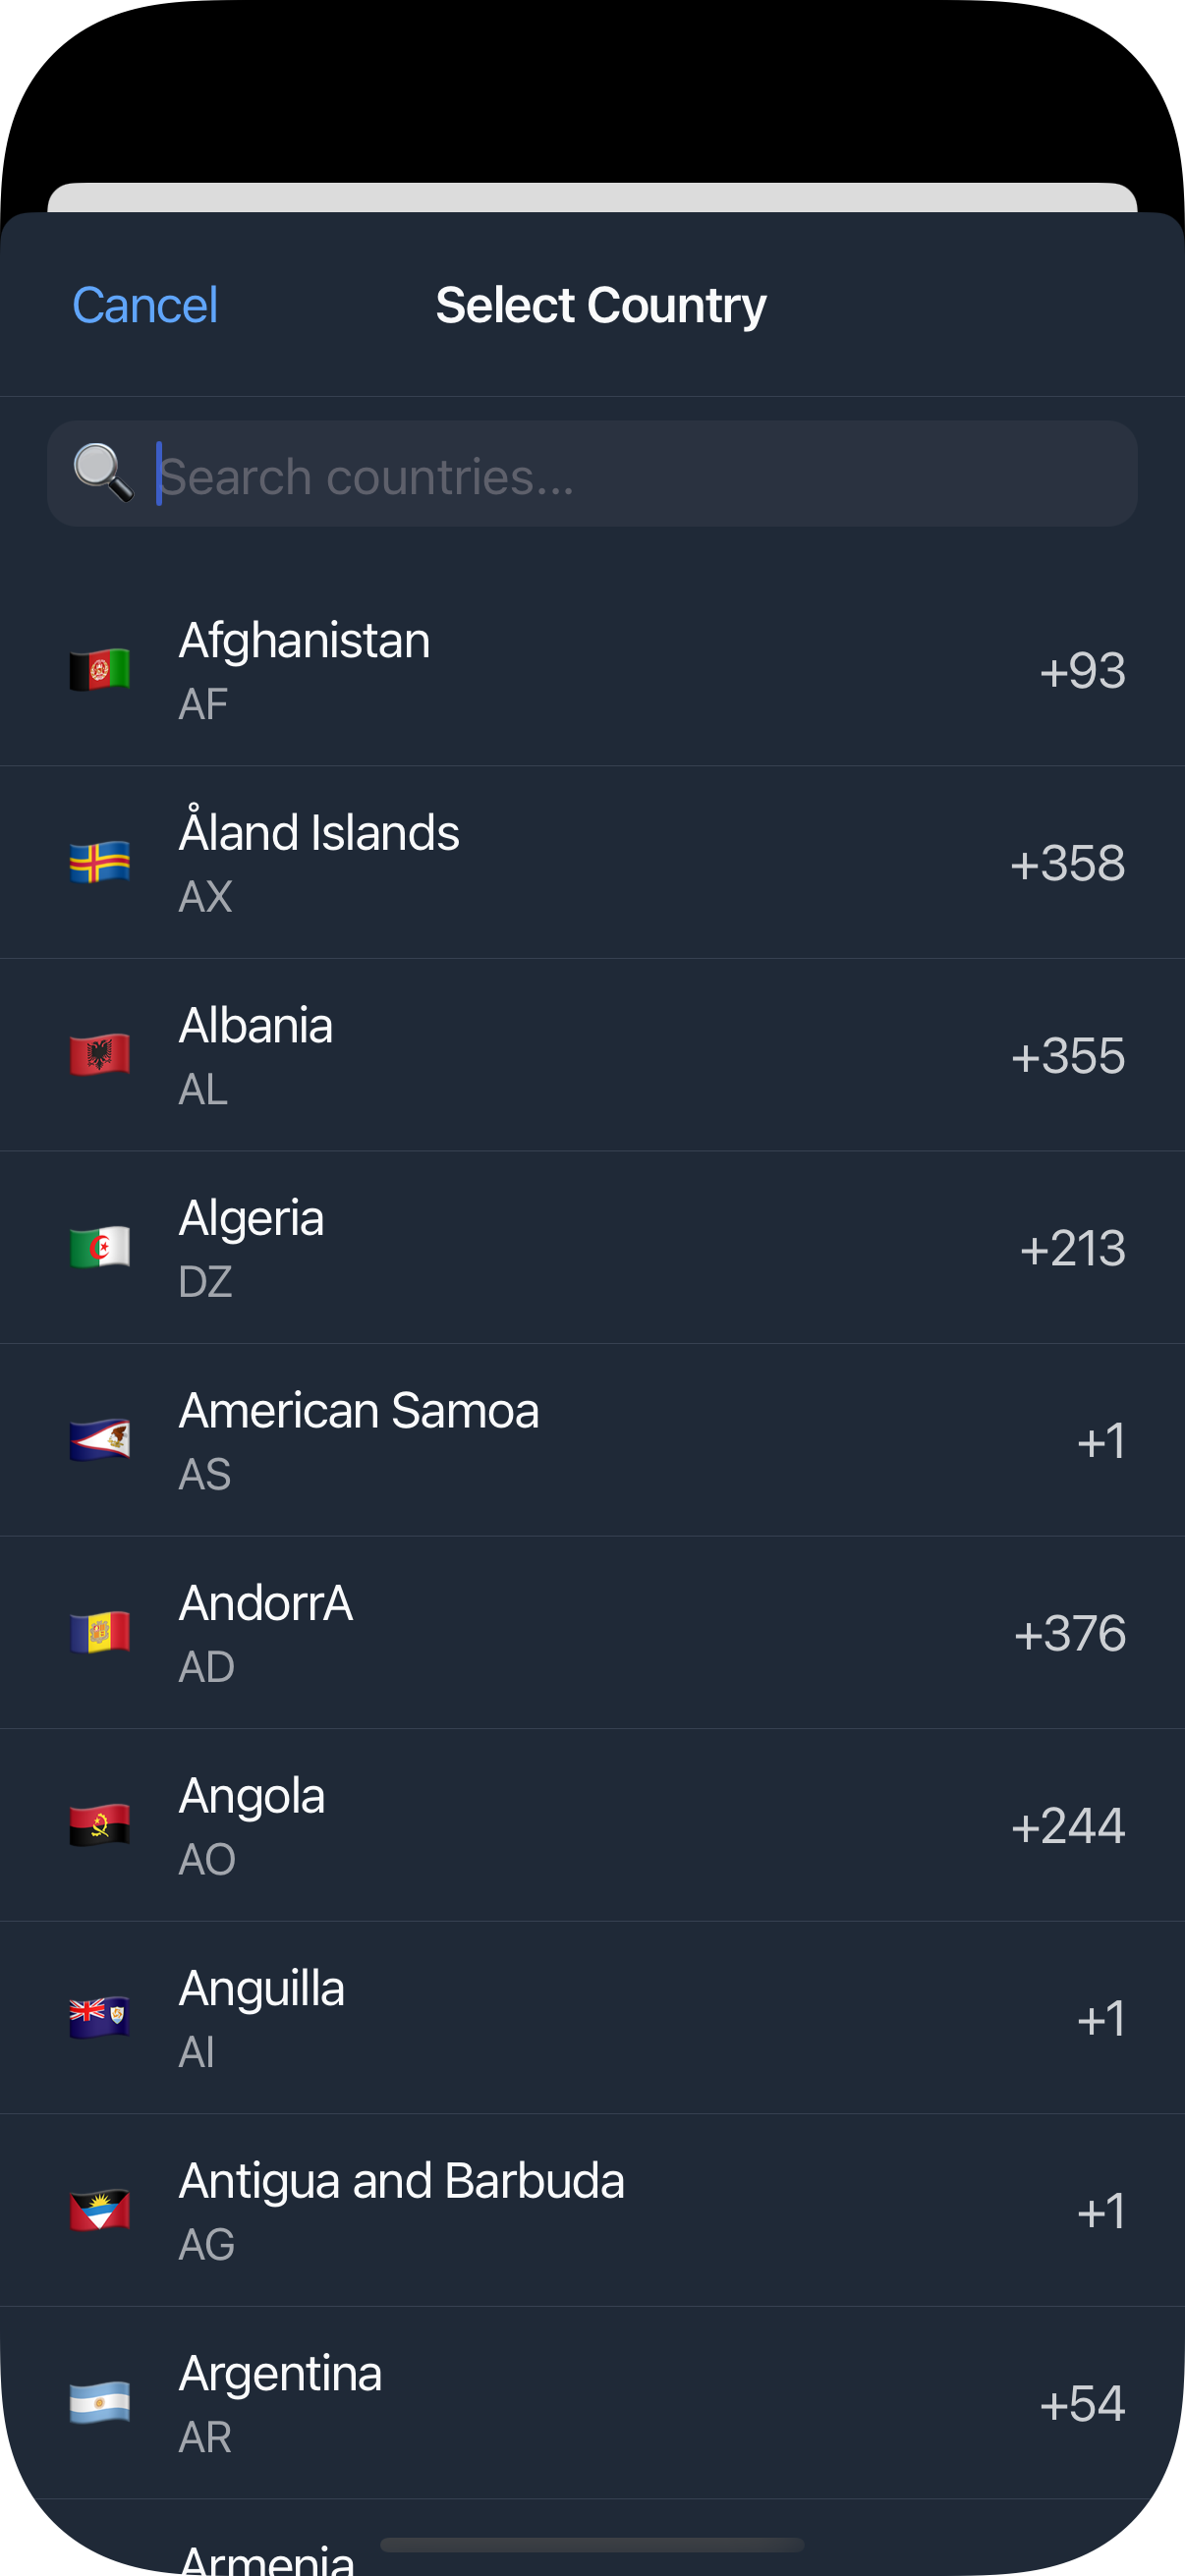 Cancel
Select Country
Search countries...
Afghanistan
AF
+93
Åland Islands
AX
+358
Albania
AL
+355
Algeria
DZ
+213
American Samoa
AS
+1
AndorrA
AD
+376
Angola
AO
+244
Anguilla
AI
+1
Antigua and Barbuda
AG
+1
Argentina
AR
+54
Armenia